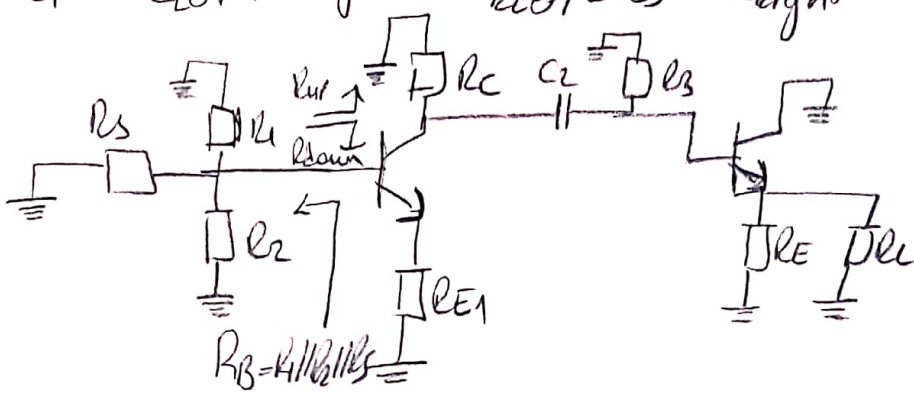 Rup
RC
C2
R3
Rs
R1
Rdown
R2
RE1
RE
RL
RB=R1//R2//Rs